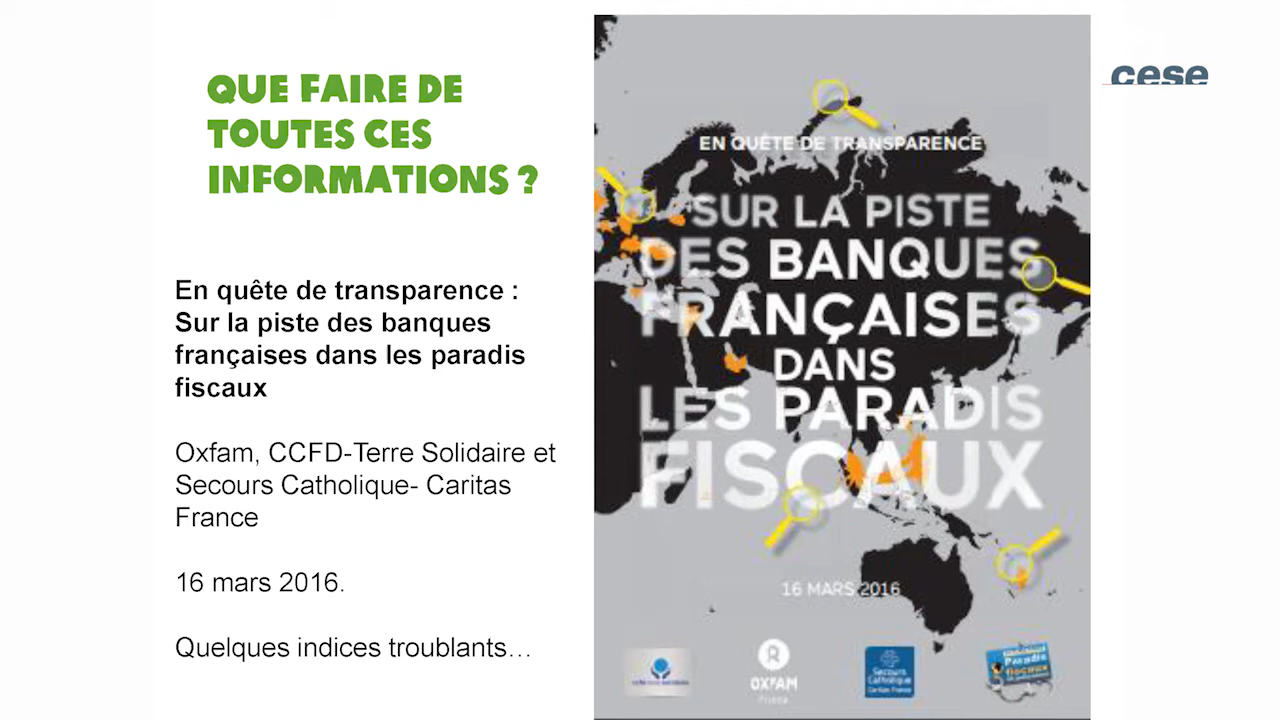 cese
QUE FAIRE DE
TOUTES CES
INFORMATIONS ?
En quête de transparence :
Sur la piste des banques
françaises dans les paradis
fiscaux
Oxfam, CCFD-Terre Solidaire et
Secours Catholique- Caritas
France
16 mars 2016.
Quelques indices troublants…
EN QUÊTE DE TRANSPARENCE
SUR LA PISTE
DES BANQUES
FRANÇAISES
DANS
LES PARADIS
FISCAUX
16 MARS 2016
OXFAM
France
Secours
Catholique
Caritas France
Paradis
fiscaux